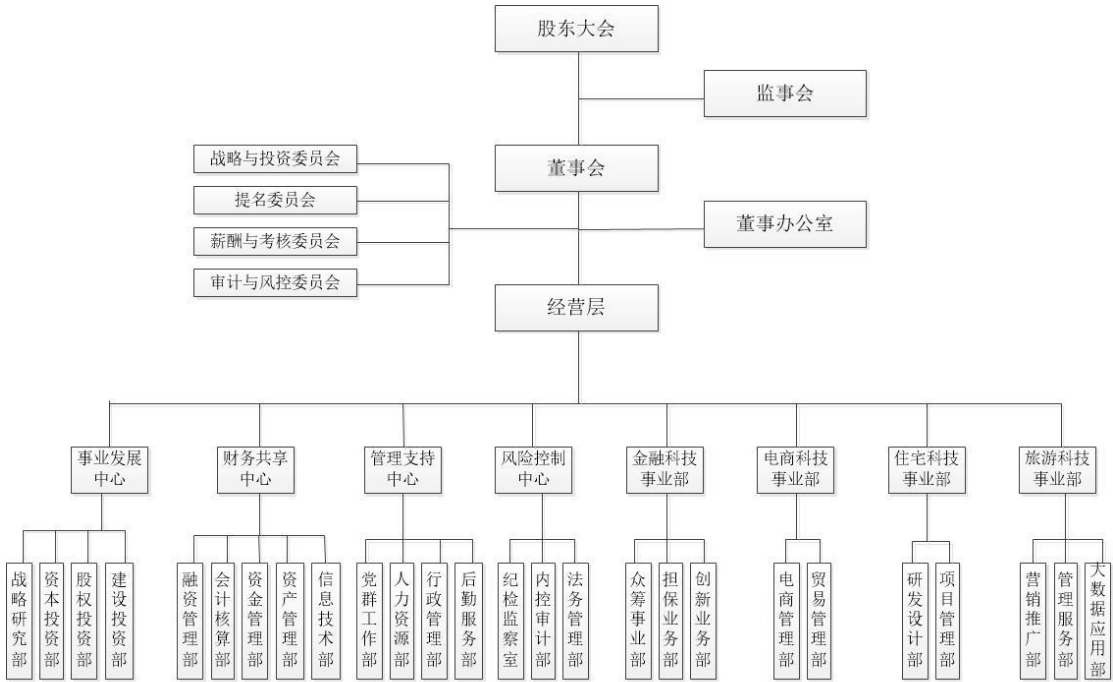 股东大会
监事会
董事会
战略与投资委员会
提名委员会
薪酬与考核委员会
审计与风控委员会
董事办公室
经营层
事业发展
中心
财务共享
中心
管理支持
中心
风险控制
中心
金融科技
事业部
电商科技
事业部
住宅科技
事业部
旅游科技
事业部
战略研究部
资本投资部
股权投资部
建设投资部
融资管理部
会计核算部
资金管理部
资产管理部
信息技术部
党群工作部
人力资源部
行政管理部
后勤服务部
纪检监察室
内控审计部
法务管理部
众筹事业部
担保业务部
创新业务部
电商管理部
贸易管理部
研发设计部
项目管理部
营销推广部
管理服务部
大数据应用部